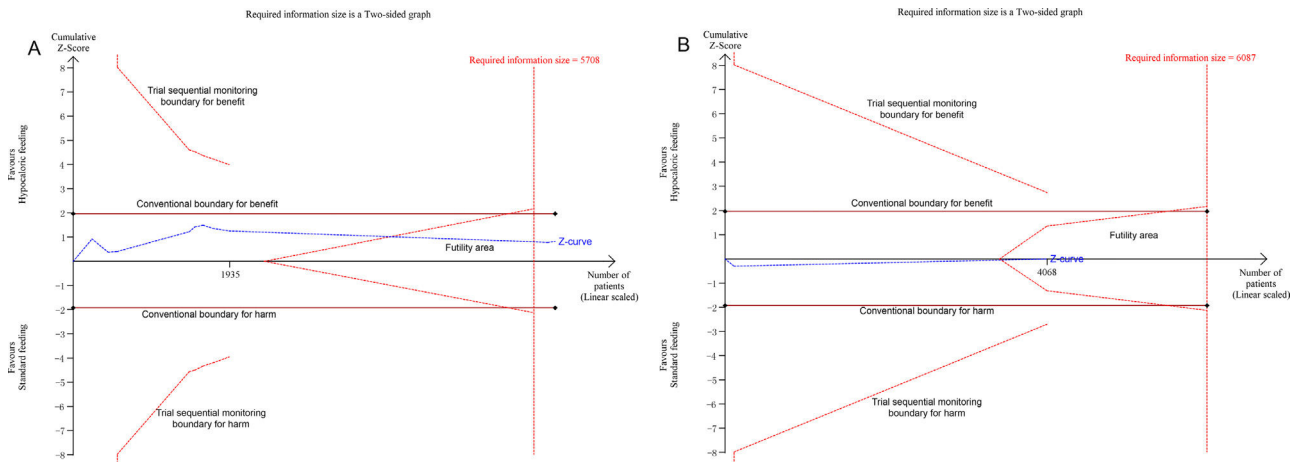 Required information size is a Two-sided graph
A
Cumulative
Z-Score
Required information size = 5708
8
7
6
5
4
3
2
1
-1
-2
-3
-4
-5
-6
-7
-8
Trial sequential monitoring
boundary for benefit
Favours
Hypocaloric feeding
Conventional boundary for benefit
Futility area
Z-curve
1935
Number of
patients
(Linear scaled)
Conventional boundary for harm
Favours
Standard feeding
Trial sequential monitoring
boundary for harm
Required information size is a Two-sided graph
B
Cumulative
Z-Score
Required information size = 6087
8
7
6
5
4
3
2
1
-1
-2
-3
-4
-5
-6
-7
-8
Trial sequential monitoring
boundary for benefit
Favours
Hypocaloric feeding
Conventional boundary for benefit
Futility area
Z-curve
4068
Number of
patients
(Linear scaled)
Conventional boundary for harm
Favours
Standard feeding
Trial sequential monitoring
boundary for harm